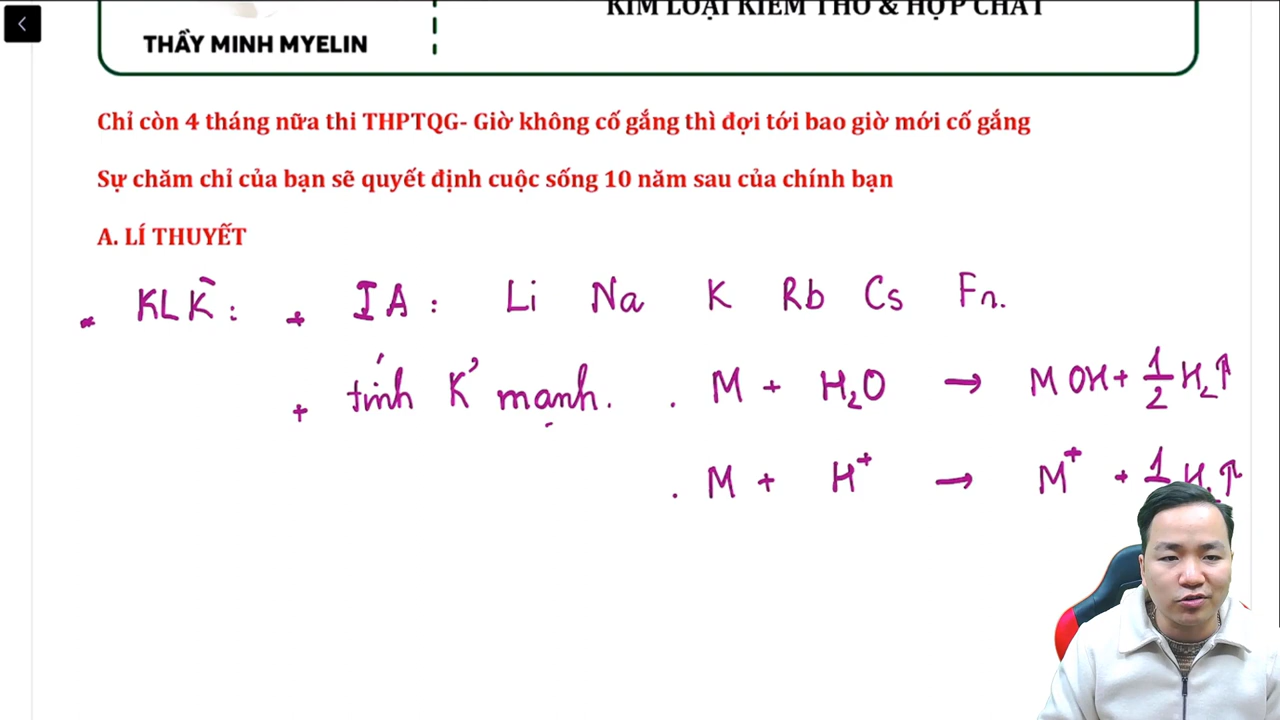 KIM LOẠI KIỀM THỔ & HỢP CHẤT
THẦY MINH MYELIN
Chỉ còn 4 tháng nữa thi THPTQG- Giờ không cố gắng thì đợi tới bao giờ mới cố gắng
Sự chăm chỉ của bạn sẽ quyết định cuộc sống 10 năm sau của chính bạn
A. LÍ THUYẾT
KLK: + IA: Li Na K Rb Cs Fr.
+ tính K' mạnh. . M + H₂O → MOH + 1/2 H₂↑
. M + H⁺ → M⁺ + 1/2 H₂↑